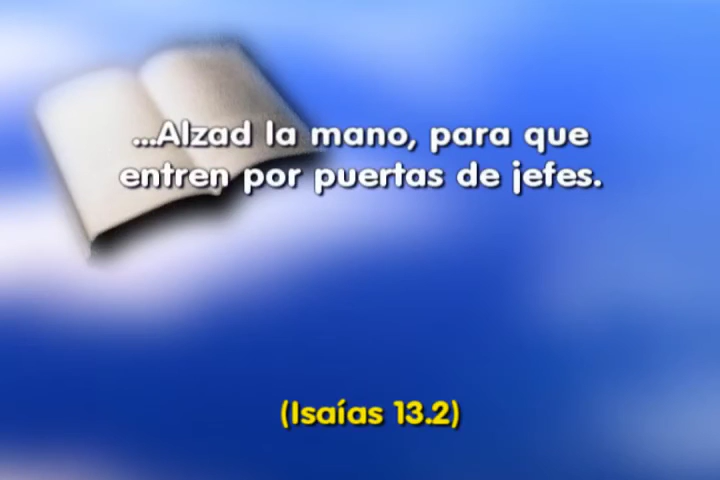 ...Alzad la mano, para que
entren por puertas de jefes.
(Isaías 13.2)